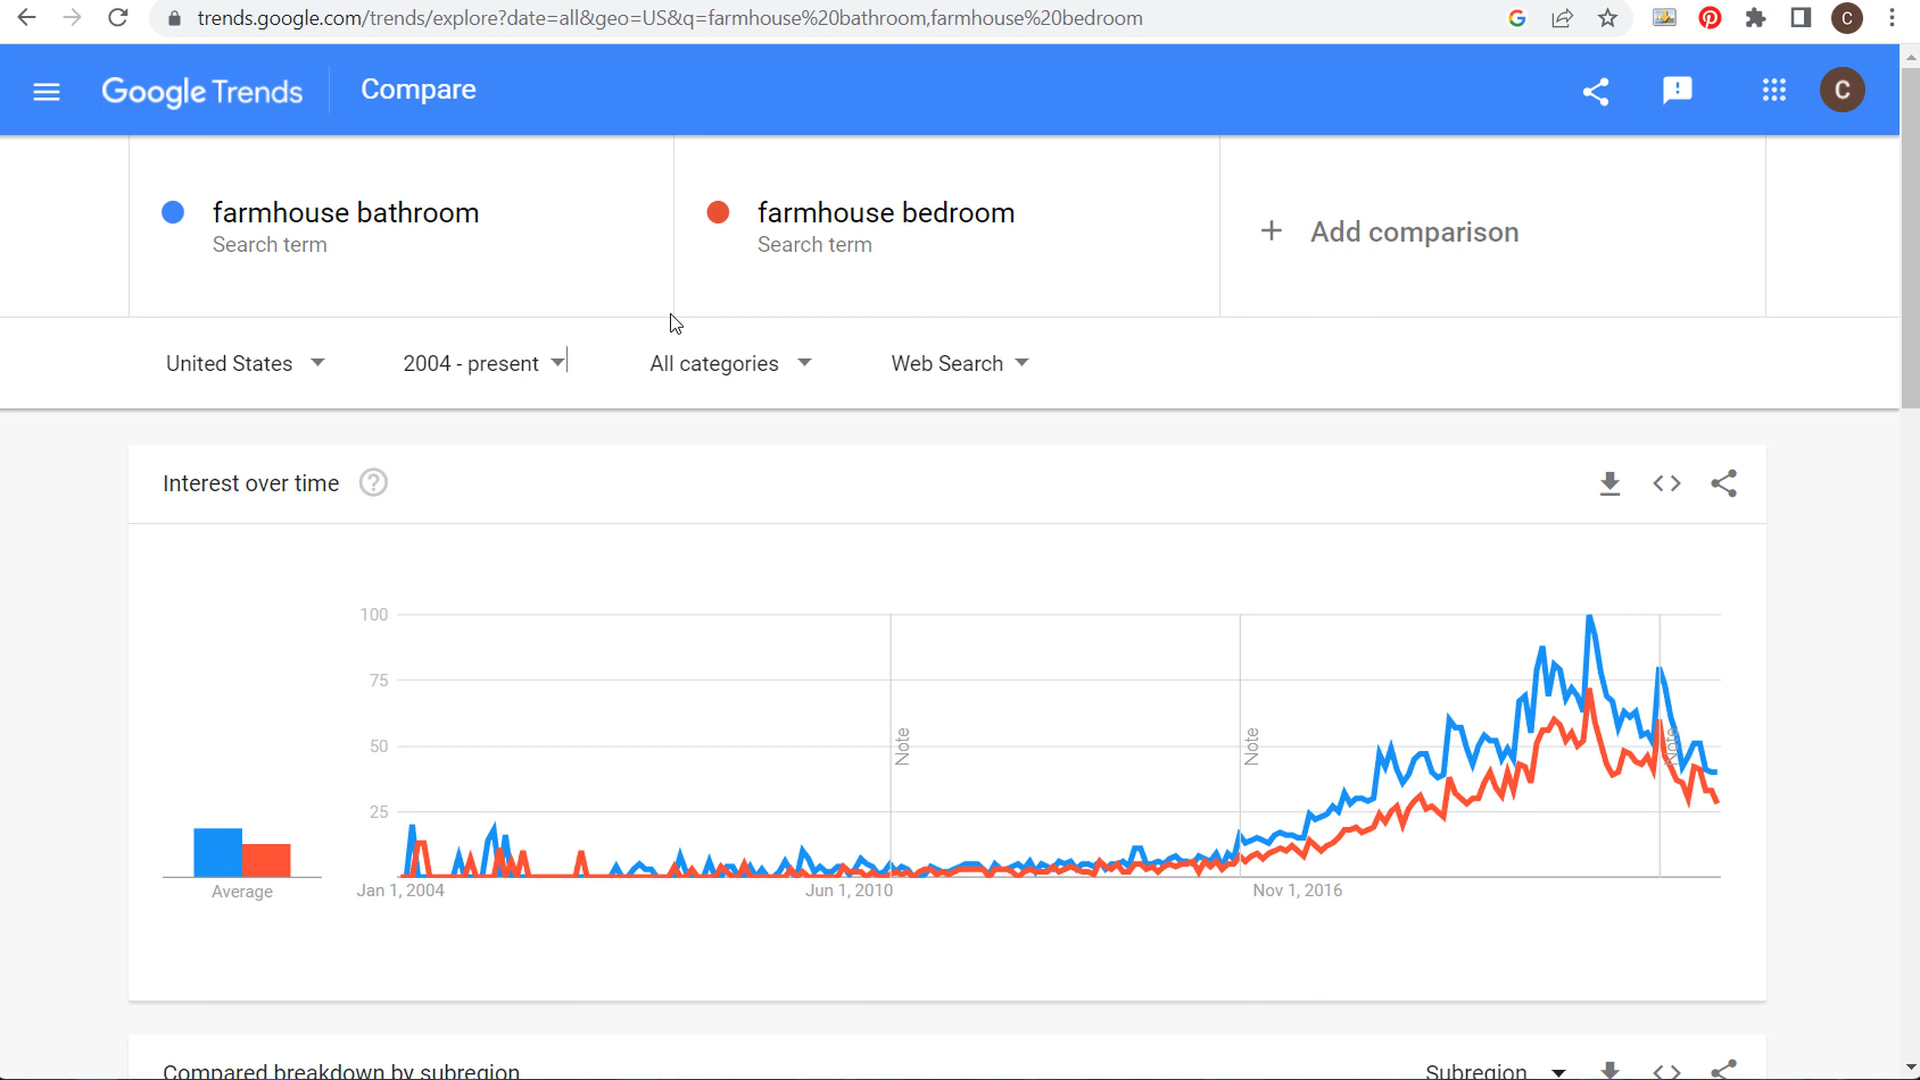 trends.google.com/trends/explore?date=all&geo=US&q=farmhouse%20bathroom,farmhouse%20bedroom
C
Google Trends
Compare
C
farmhouse bathroom
Search term
farmhouse bedroom
Search term
+ Add comparison
United States
2004 - present
All categories
Web Search
Interest over time
100
75
50
25
Note
Note
Note
Average
Jan 1, 2004
Jun 1, 2010
Nov 1, 2016
Compared breakdown by subregion
Subregion